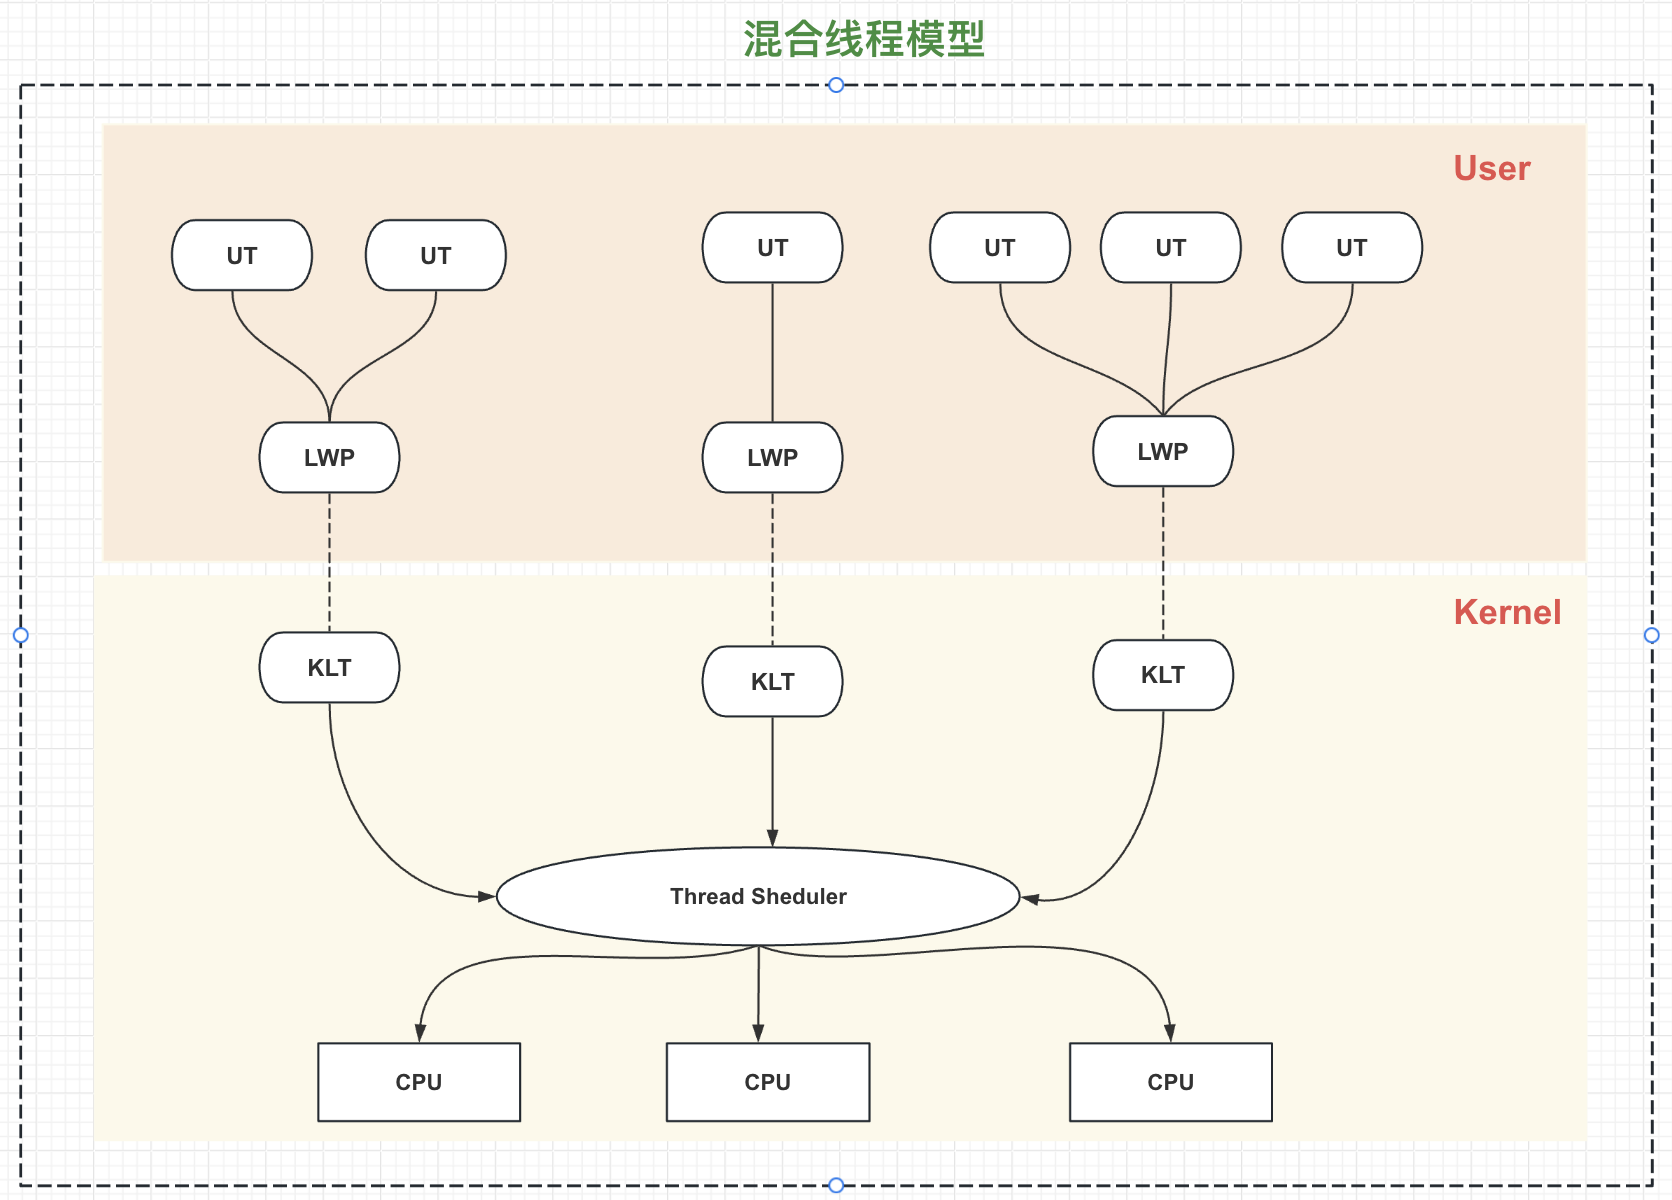 混合线程模型
User
UT
UT
UT
UT
UT
UT
LWP
LWP
LWP
Kernel
KLT
KLT
KLT
Thread Sheduler
CPU
CPU
CPU